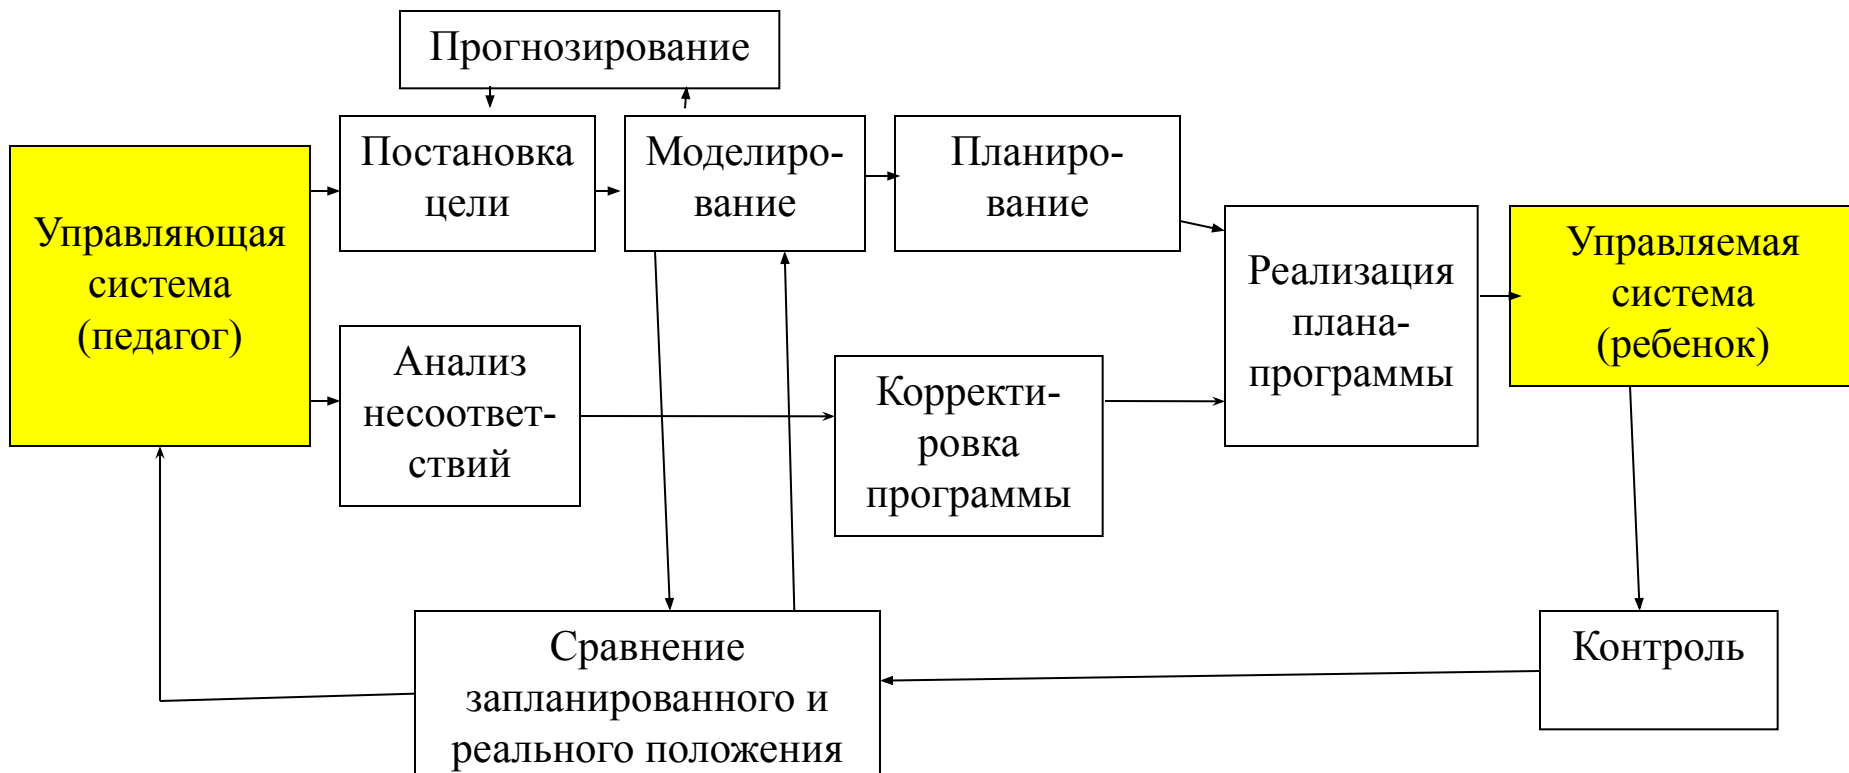 Прогнозирование
Постановка
цели
Моделиро-
вание
Планиро-
вание
Управляющая
система
(педагог)
Реализация
плана-
программы
Управляемая
система
(ребенок)
Анализ
несоответ-
ствий
Корректи-
ровка
программы
Сравнение
запланированного и
реального положения
Контроль